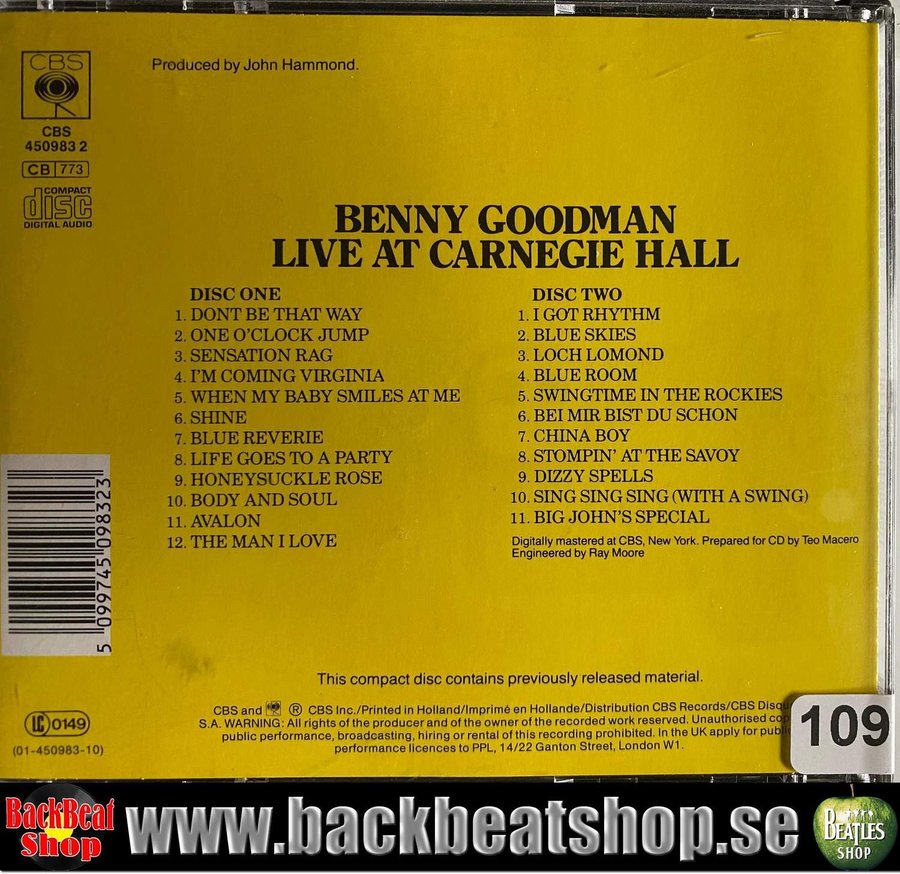 CBS
CBS
450983 2
CB 773
COMPACT
disc
DIGITAL AUDIO
Produced by John Hammond.
BENNY GOODMAN
LIVE AT CARNEGIE HALL
DISC ONE
1. DONT BE THAT WAY
2. ONE O'CLOCK JUMP
3. SENSATION RAG
4. I'M COMING VIRGINIA
5. WHEN MY BABY SMILES AT ME
6. SHINE
7. BLUE REVERIE
8. LIFE GOES TO A PARTY
9. HONEYSUCKLE ROSE
10. BODY AND SOUL
11. AVALON
12. THE MAN I LOVE
DISC TWO
1. I GOT RHYTHM
2. BLUE SKIES
3. LOCH LOMOND
4. BLUE ROOM
5. SWINGTIME IN THE ROCKIES
6. BEI MIR BIST DU SCHON
7. CHINA BOY
8. STOMPIN' AT THE SAVOY
9. DIZZY SPELLS
10. SING SING SING (WITH A SWING)
11. BIG JOHN'S SPECIAL
Digitally mastered at CBS, New York. Prepared for CD by Teo Macero
Engineered by Ray Moore
5 099745 098323
This compact disc contains previously released material.
CBS and ℗ CBS Inc./Printed in Holland/Imprimé en Hollande/Distribution CBS Records/CBS
S.A. WARNING: All rights of the producer and of the owner of the recorded work reserved. Unauthorised
public performance, broadcasting, hiring or rental of this recording prohibited. In the UK apply for
performance licences to PPL, 14/22 Ganton Street, London W1.
LC 0149
(01-450983-10)
109
BackBeat
Shop
www.backbeatshop.se
BEATLES
SHOP